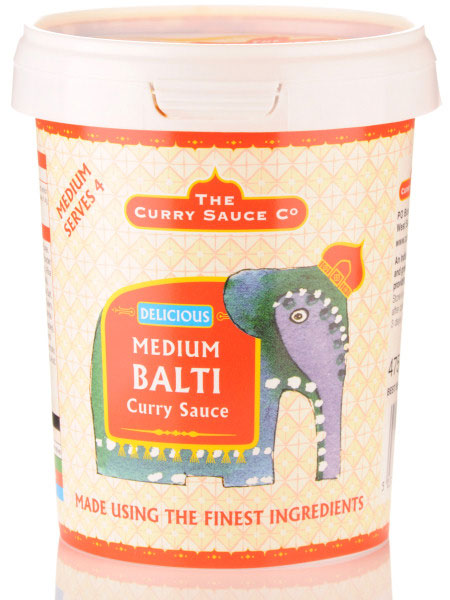 MEDIUM
SERVES 4
THE
CURRY SAUCE Cº
DELICIOUS
MEDIUM
BALTI
Curry Sauce
MADE USING THE FINEST INGREDIENTS